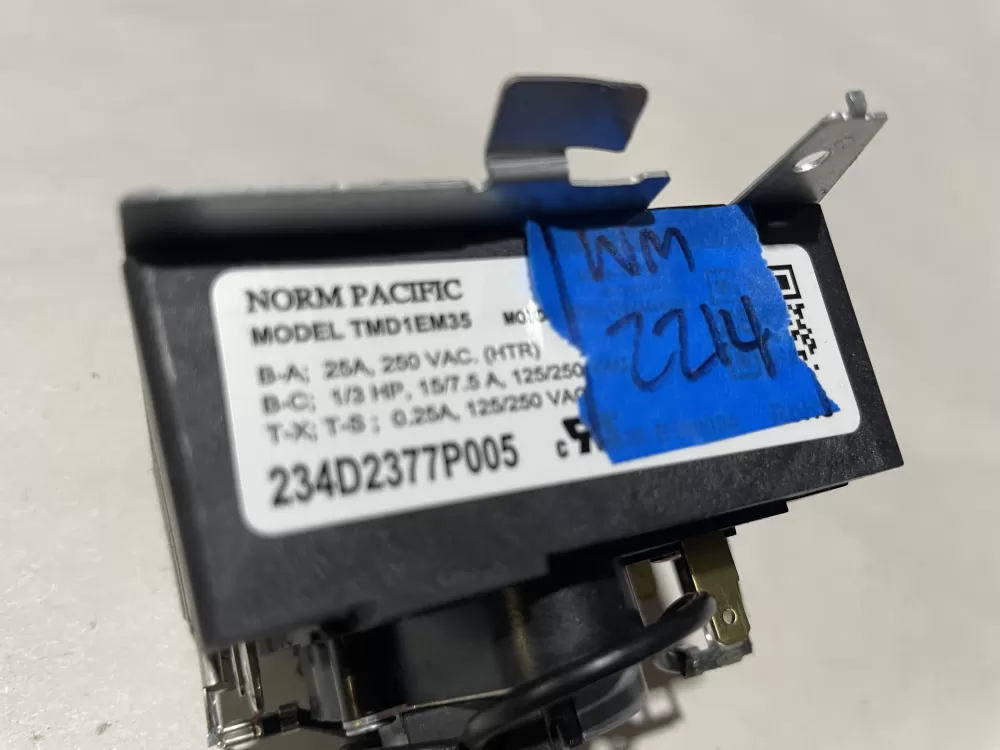 NORM PACIFIC
MODEL TMD1EM35
B-A; 25A, 250 VAC, (HTR)
B-C; 1/3 HP, 15/7.5 A, 125/250
T-X; T-S; 0.25A, 125/250 VAC
234D2377P005
WM
2214